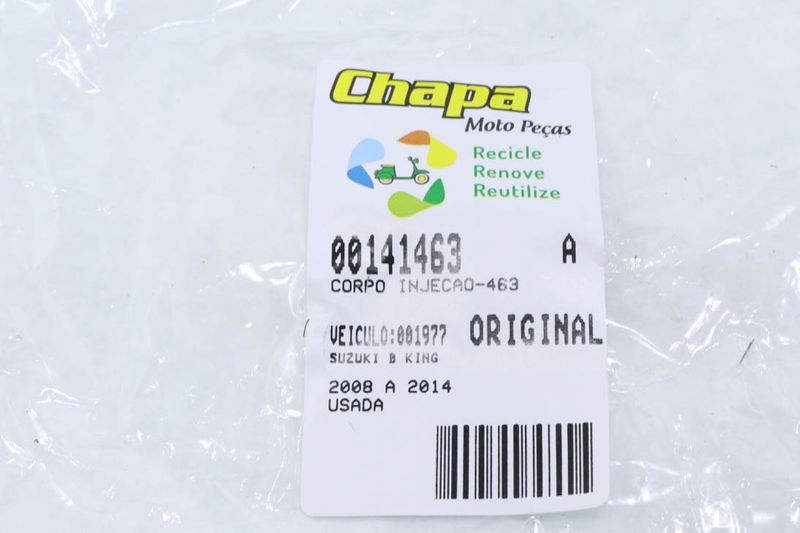 Chapa
Moto Peças
Recicle
Renove
Reutilize
00141463 A
CORPO INJECAO-463
VEICULO:001977 ORIGINAL
SUZUKI B KING
2008 A 2014
USADA